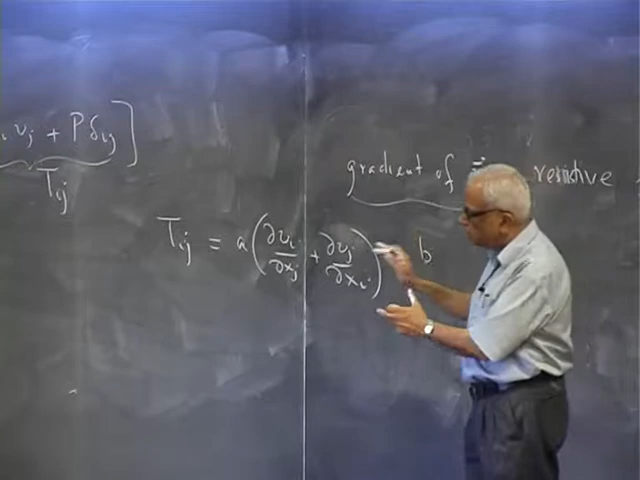 v_j + P δ_ij ]
T_ij
gradient of resistive
T_ij = a ( ∂v_i/∂x_j + ∂v_j/∂x_i ) b